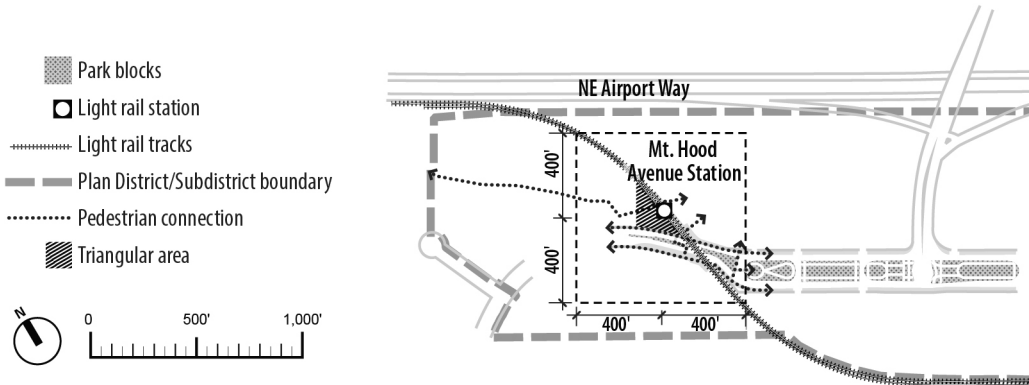 Park blocks
Light rail station
Light rail tracks
Plan District/Subdistrict boundary
Pedestrian connection
Triangular area
N
0 500' 1,000'
NE Airport Way
Mt. Hood
Avenue Station
400'
400'
400' 400'